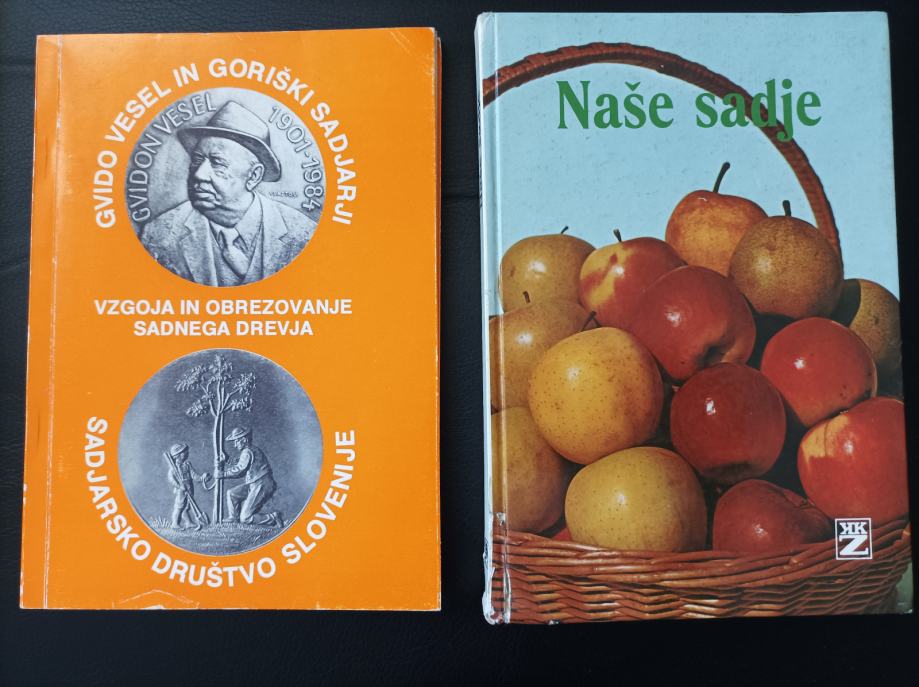 GVIDO VESEL IN GORIŠKI SADJARJI
GVIDON VESEL 1901-1984
VZGOJA IN OBREZOVANJE
SADNEGA DREVJA
SADJARSKO DRUŠTVO SLOVENIJE
Naše sadje
KK
Z